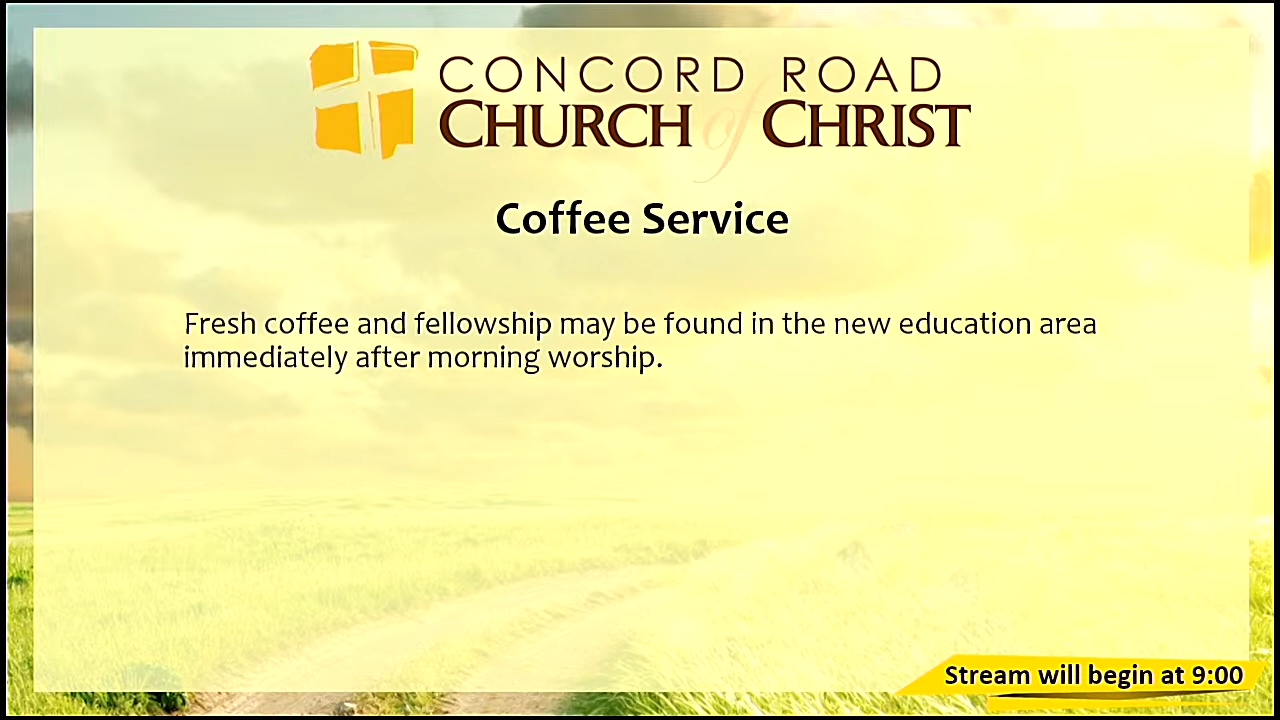 CONCORD ROAD
CHURCH of CHRIST
Coffee Service
Fresh coffee and fellowship may be found in the new education area
immediately after morning worship.
Stream will begin at 9:00